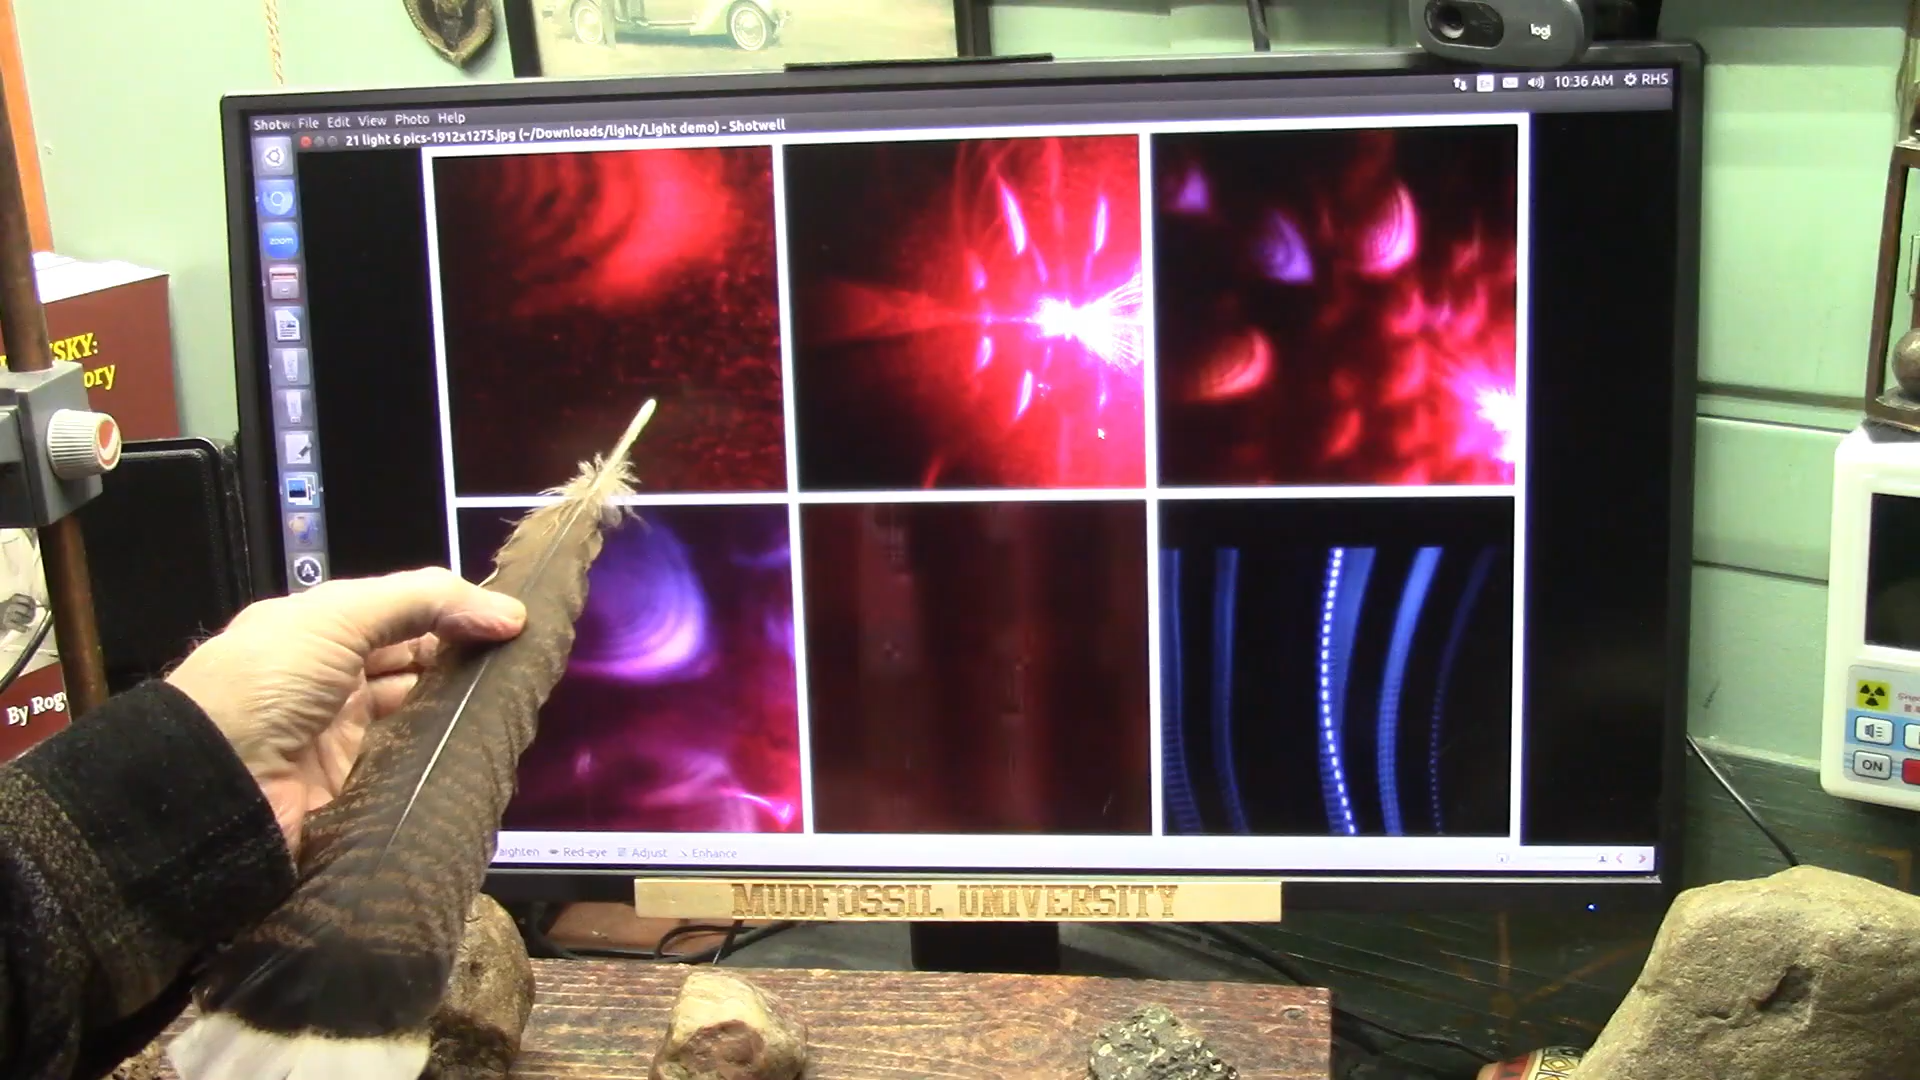 logi
10:36 AM RHS
File Edit View Photo Help
21 light 6 pics-1912x1275.jpg (~/Downloads/light/Light demo) - Shotwell
zoom
SKY:
ory
By Rog
ON
Red-eye Adjust Enhance
MUDFOSSIL UNIVERSITY